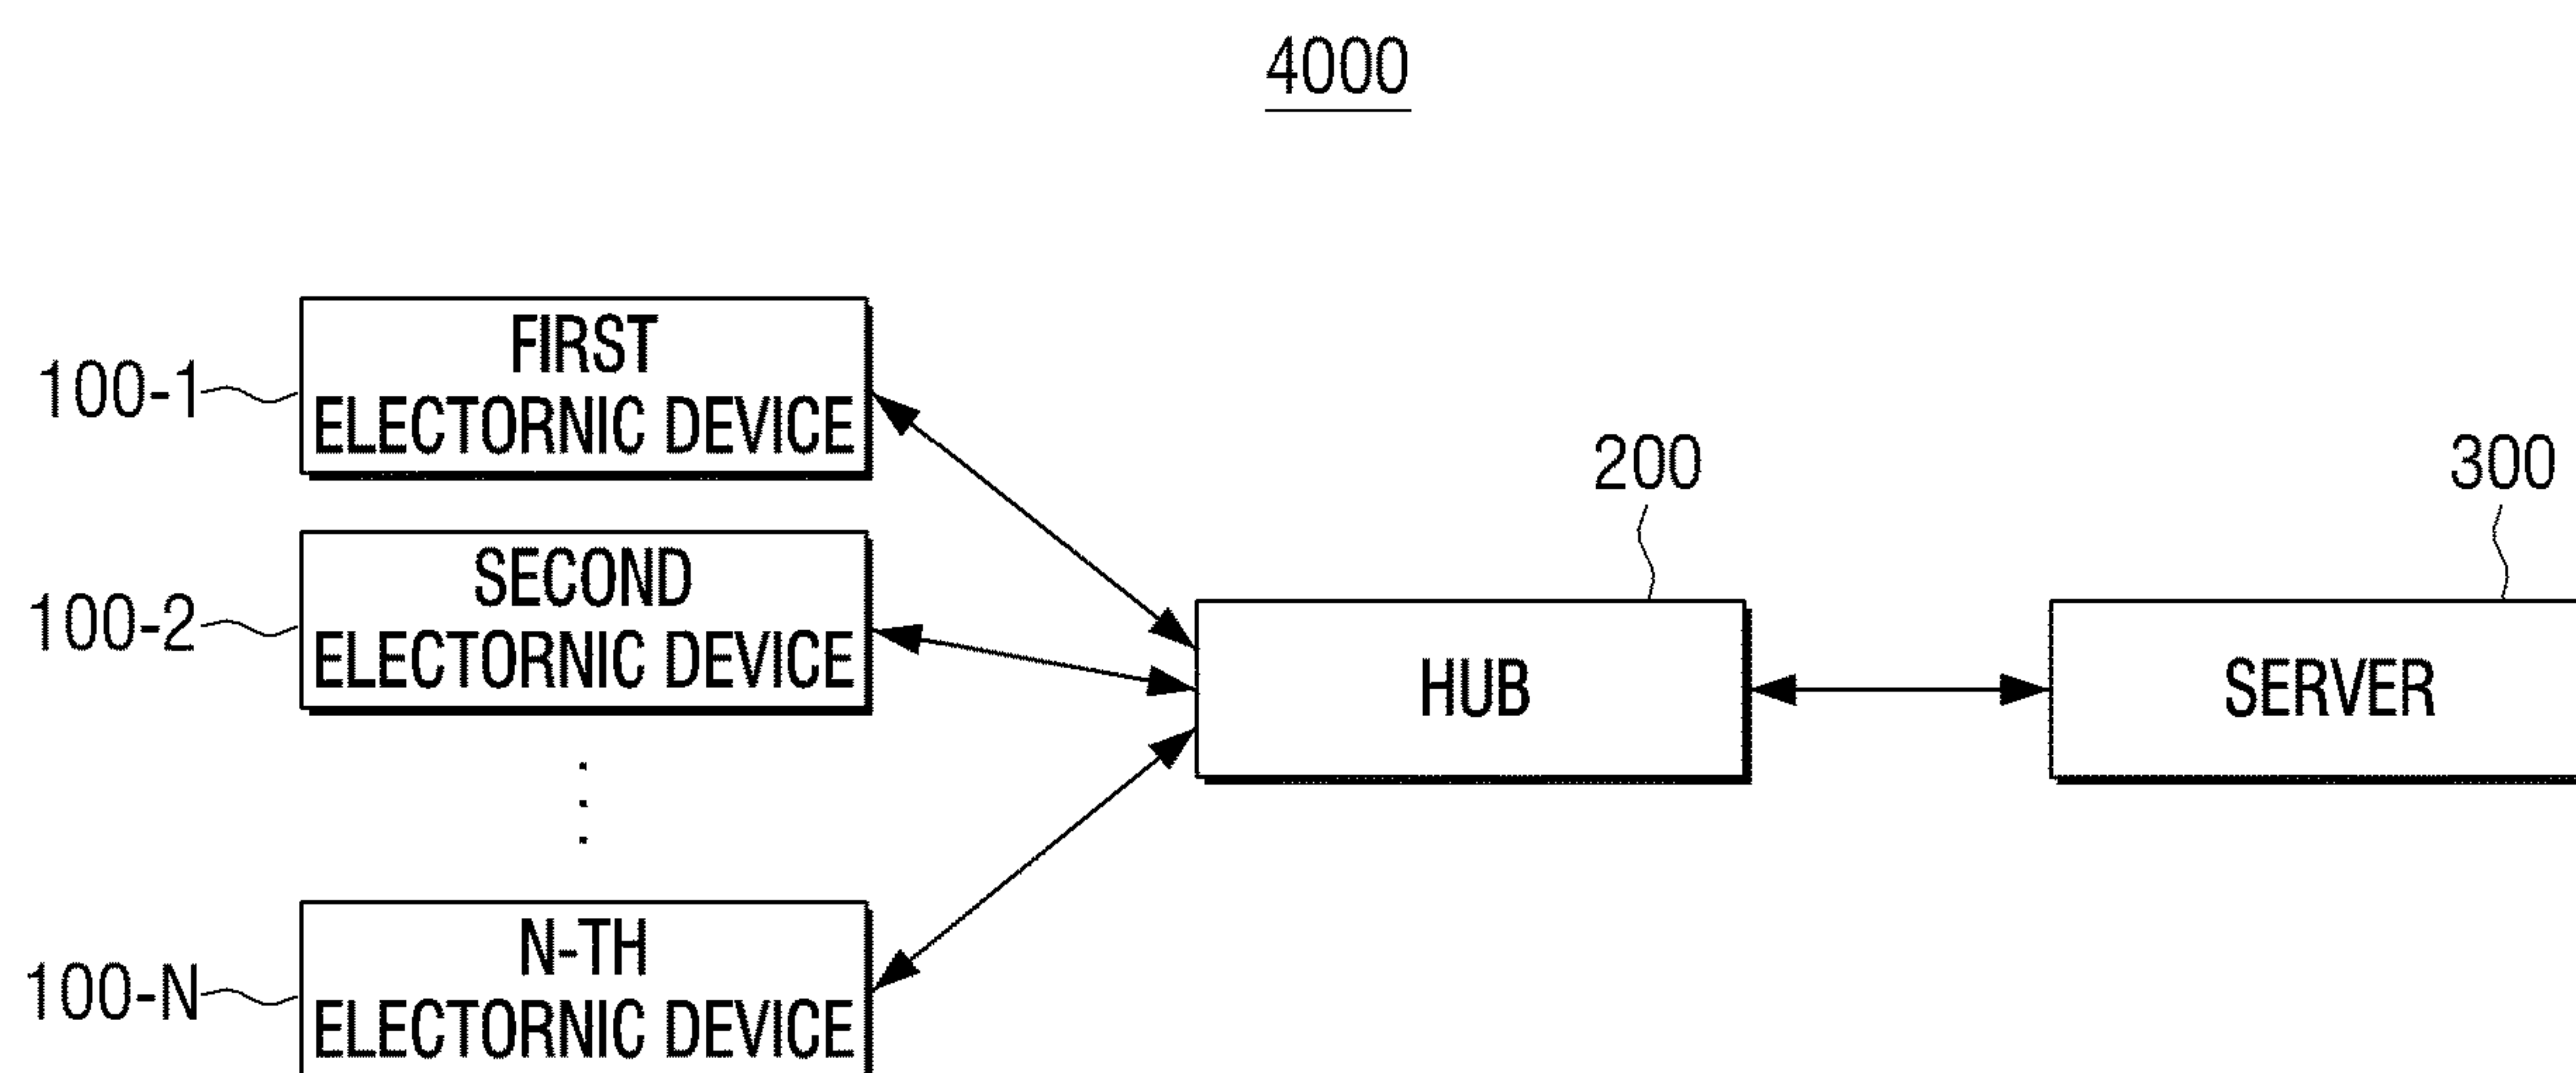 4000
100-1
FIRST
ELECTORNIC DEVICE
100-2
SECOND
ELECTORNIC DEVICE
100-N
N-TH
ELECTORNIC DEVICE
200
HUB
300
SERVER